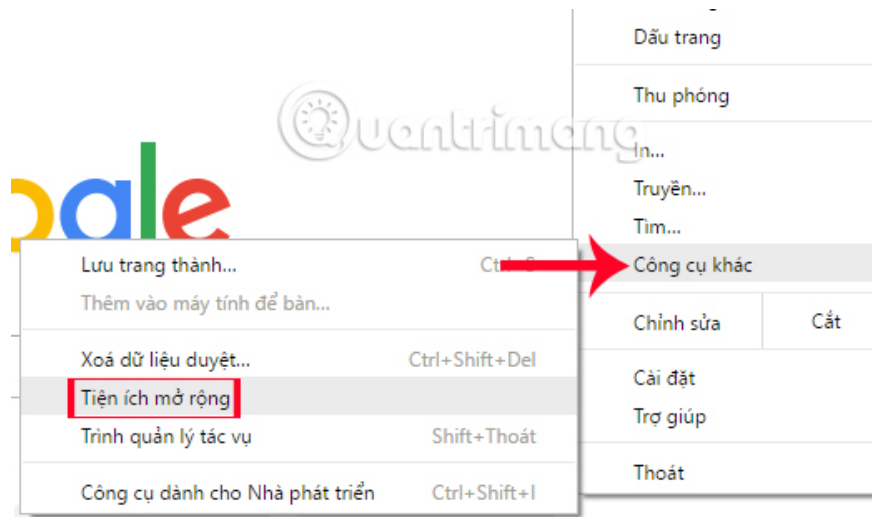 Dấu trang
Thu phóng
Quantrimang
In...
Truyền...
ogle
Tìm...
Lưu trang thành...
Công cụ khác
Thêm vào máy tính để bàn...
Chỉnh sửa Cắt
Xoá dữ liệu duyệt... Ctrl+Shift+Del
Cài đặt
Tiện ích mở rộng
Trợ giúp
Trình quản lý tác vụ Shift+Thoát
Thoát
Công cụ dành cho Nhà phát triển Ctrl+Shift+I